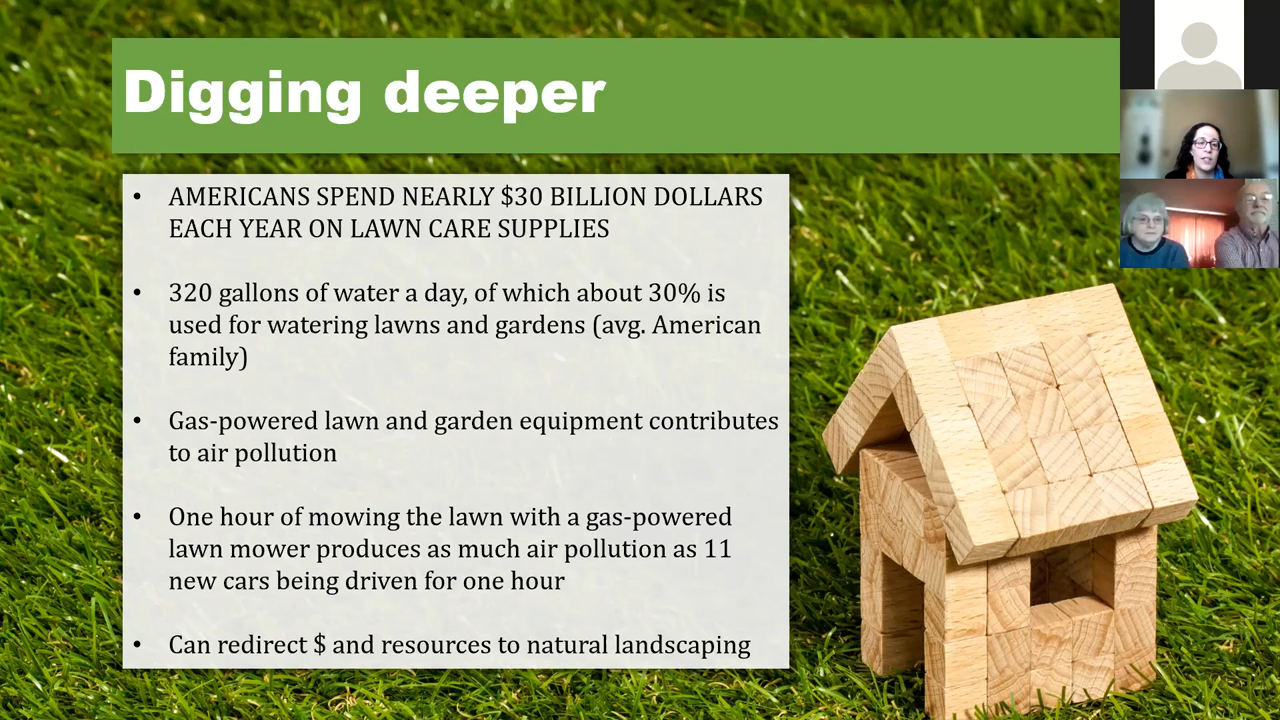 Digging deeper
• AMERICANS SPEND NEARLY $30 BILLION DOLLARS
EACH YEAR ON LAWN CARE SUPPLIES
• 320 gallons of water a day, of which about 30% is
used for watering lawns and gardens (avg. American
family)
• Gas-powered lawn and garden equipment contributes
to air pollution
• One hour of mowing the lawn with a gas-powered
lawn mower produces as much air pollution as 11
new cars being driven for one hour
• Can redirect $ and resources to natural landscaping